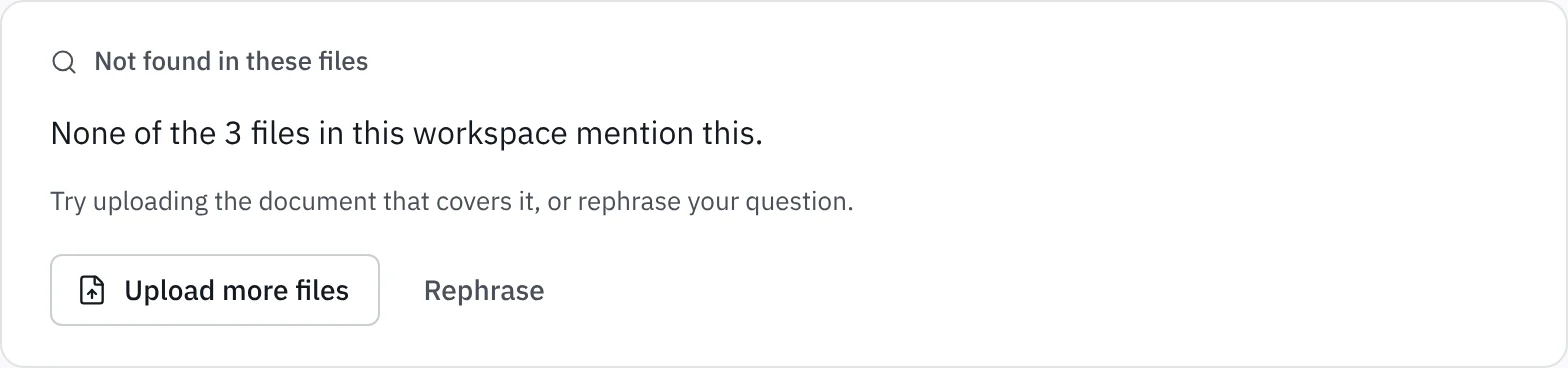 Not found in these files
None of the 3 files in this workspace mention this.
Try uploading the document that covers it, or rephrase your question.
Upload more files
Rephrase